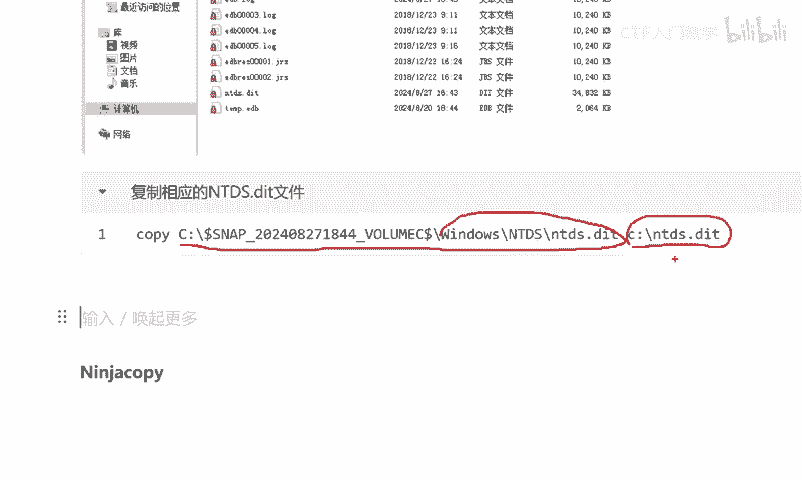 最近访问的位置
edb.log
edb00003.log 2018/12/23 9:11 文本文档 10,240 KB
edb00004.log 2018/12/23 9:11 文本文档 10,240 KB
edb00005.log 2018/12/23 9:16 文本文档 10,240 KB
edbres00001.jrs 2018/12/22 16:24 JRS 文件 10,240 KB
edbres00002.jrs 2018/12/22 16:24 JRS 文件 10,240 KB
ntds.dit 2024/8/27 16:43 DIT 文件 34,832 KB
temp.edb 2024/8/20 18:44 EDB 文件 2,064 KB
库
视频
图片
文档
音乐
计算机
网络
CTF入门教学 bilibili
复制相应的NTDS.dit文件
1 copy C:\$SNAP_202408271844_VOLUMEC$\Windows\NTDS\ntds.dit c:\ntds.dit
输入 / 唤起更多
Ninjacopy